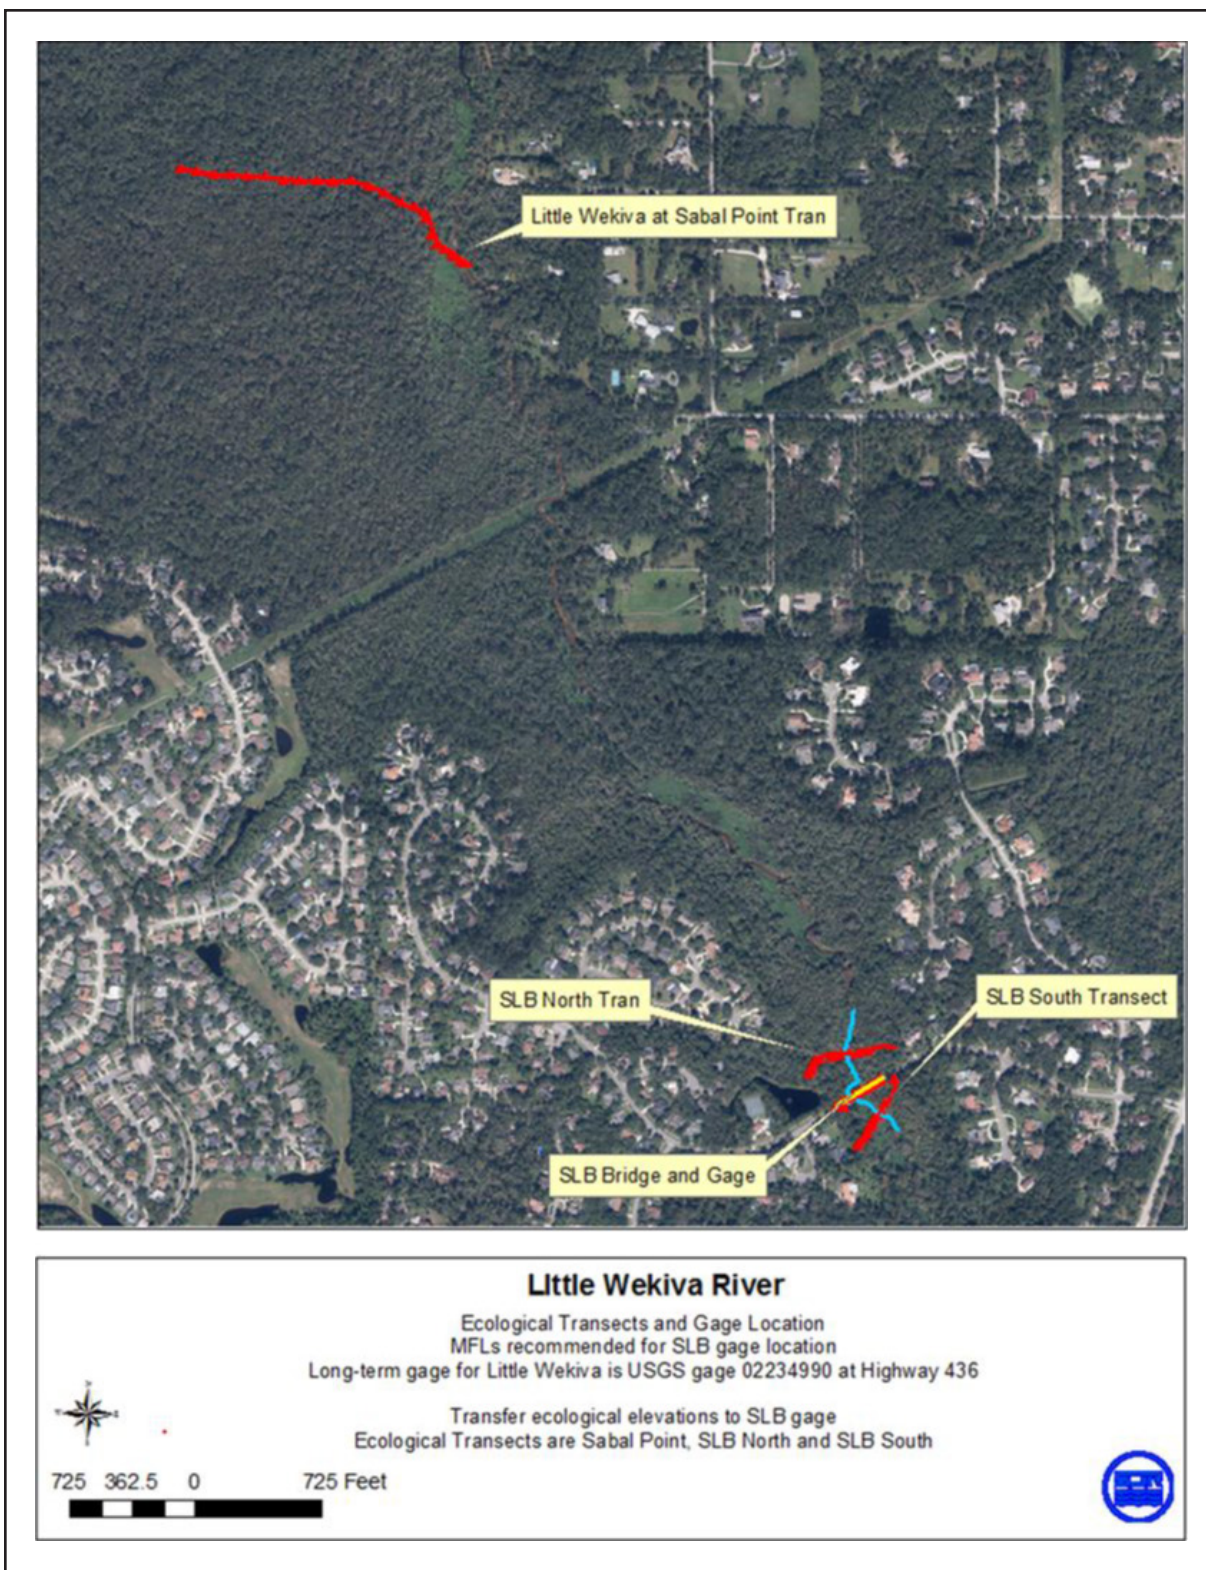 Little Wekiva at Sabal Point Tran
SLB North Tran
SLB South Transect
SLB Bridge and Gage
LIttle Wekiva River
Ecological Transects and Gage Location
MFLs recommended for SLB gage location
Long-term gage for Little Wekiva is USGS gage 02234990 at Highway 436
Transfer ecological elevations to SLB gage
Ecological Transects are Sabal Point, SLB North and SLB South
725 362.5 0 725 Feet